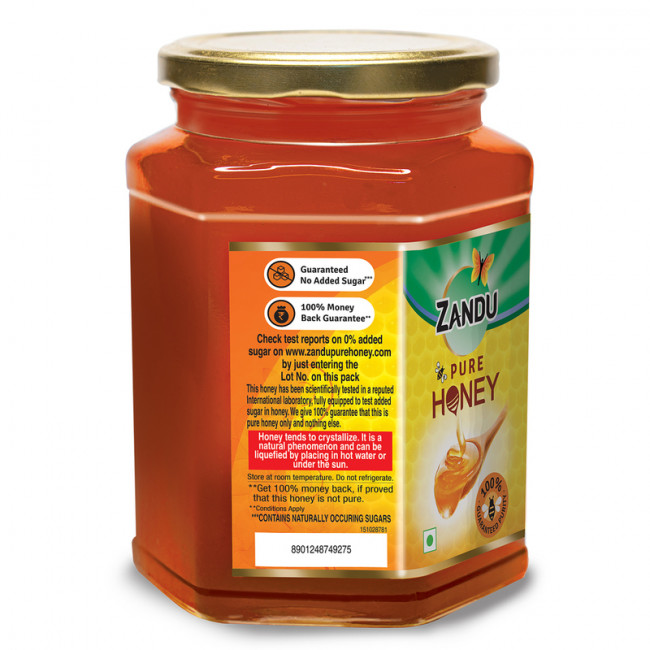 Guaranteed
No Added Sugar***
100% Money
Back Guarantee**
Check test reports on 0% added
sugar on www.zandupurehoney.com
by just entering the
Lot No. on this pack
This honey has been scientifically tested in a reputed
International laboratory, fully equipped to test added
sugar in honey. We give 100% guarantee that this is
pure honey only and nothing else.
Honey tends to crystallize. It is a
natural phenomenon and can be
liquefied by placing in hot water or
under the sun.
Store at room temperature. Do not refrigerate.
**Get 100% money back, if proved
that this honey is not pure.
**Conditions Apply
***CONTAINS NATURALLY OCCURING SUGARS
151028781
8901248749275
ZANDU
PURE
HONEY
100%
GUARANTEED PURITY